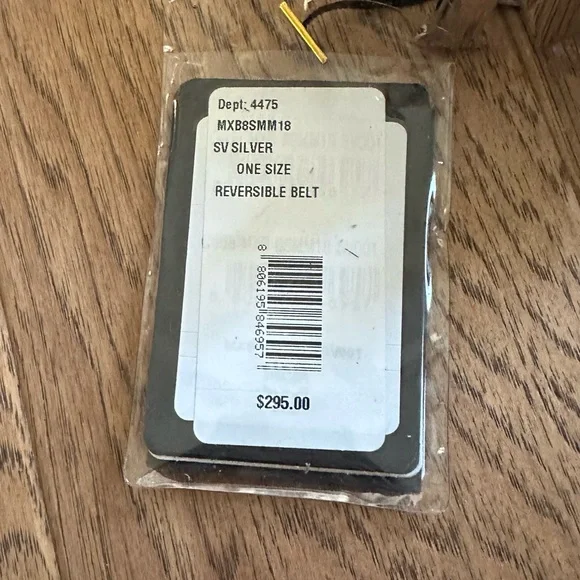 Dept: 4475
MXB8SMM18
SV SILVER
ONE SIZE
REVERSIBLE BELT
8 806195 846957
$295.00